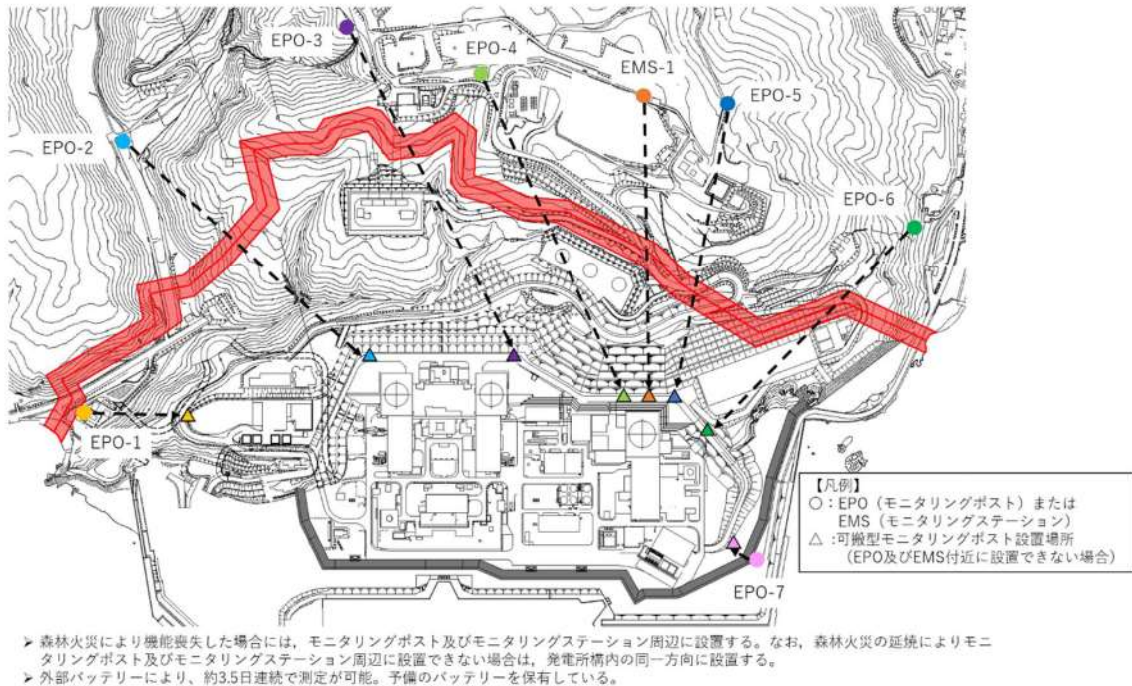 EPO-3
EPO-4
EMS-1
EPO-5
EPO-2
EPO-6
EPO-1
EPO-7
【凡例】
○：EPO（モニタリングポスト）または
EMS（モニタリングステーション）
△：可搬型モニタリングポスト設置場所
（EPO及びEMS付近に設置できない場合）
➢ 森林火災により機能喪失した場合には，モニタリングポスト及びモニタリングステーション周辺に設置する。なお，森林火災の延焼によりモニ
タリングポスト及びモニタリングステーション周辺に設置できない場合は，発電所構内の同一方向に設置する。
➢ 外部バッテリーにより、約3.5日連続で測定が可能。予備のバッテリーを保有している。